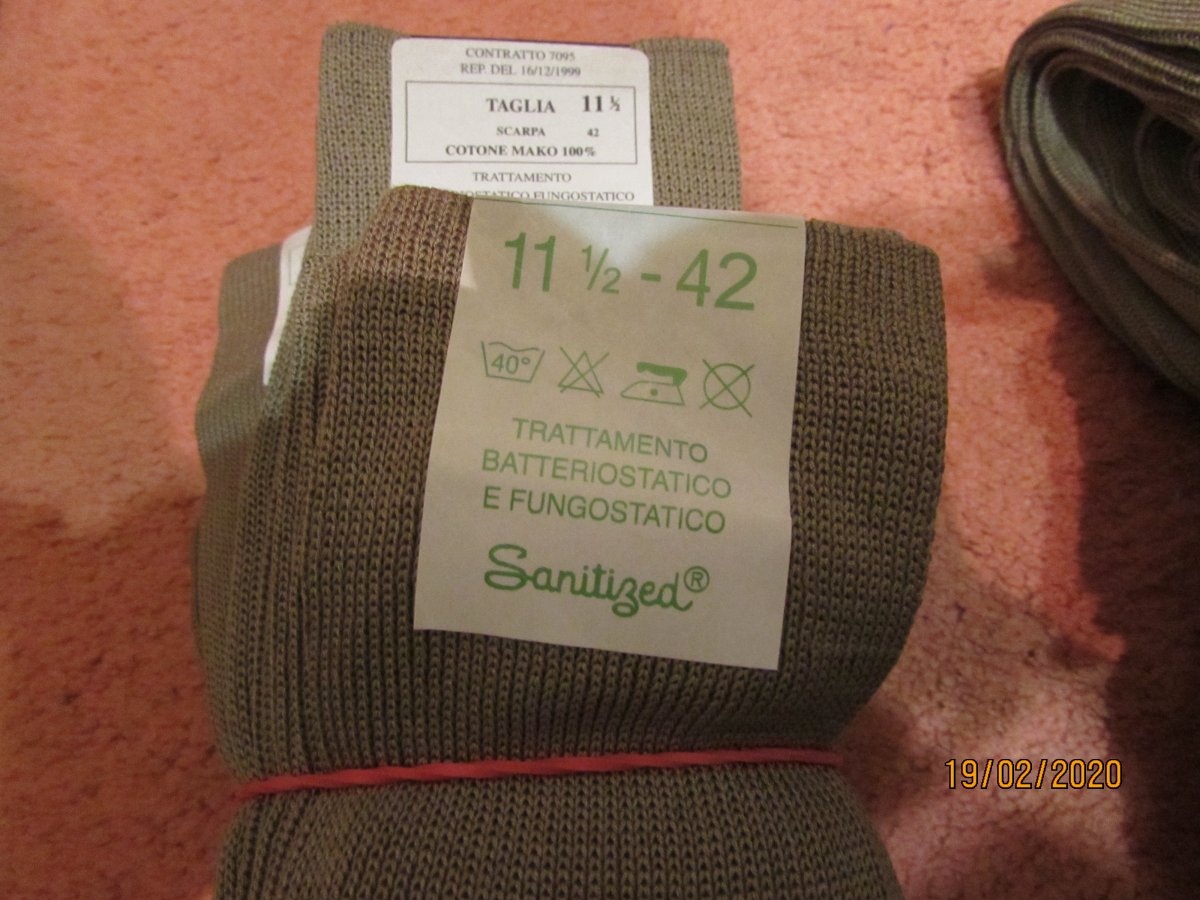 CONTRATTO 7095
REP. DEL 16/12/1999
TAGLIA 11 ½
SCARPA 42
COTONE MAKO 100%
TRATTAMENTO
FUNGOSTATICO
11 ½ - 42
40°
TRATTAMENTO
BATTERIOSTATICO
E FUNGOSTATICO
Sanitized®
19/02/2020